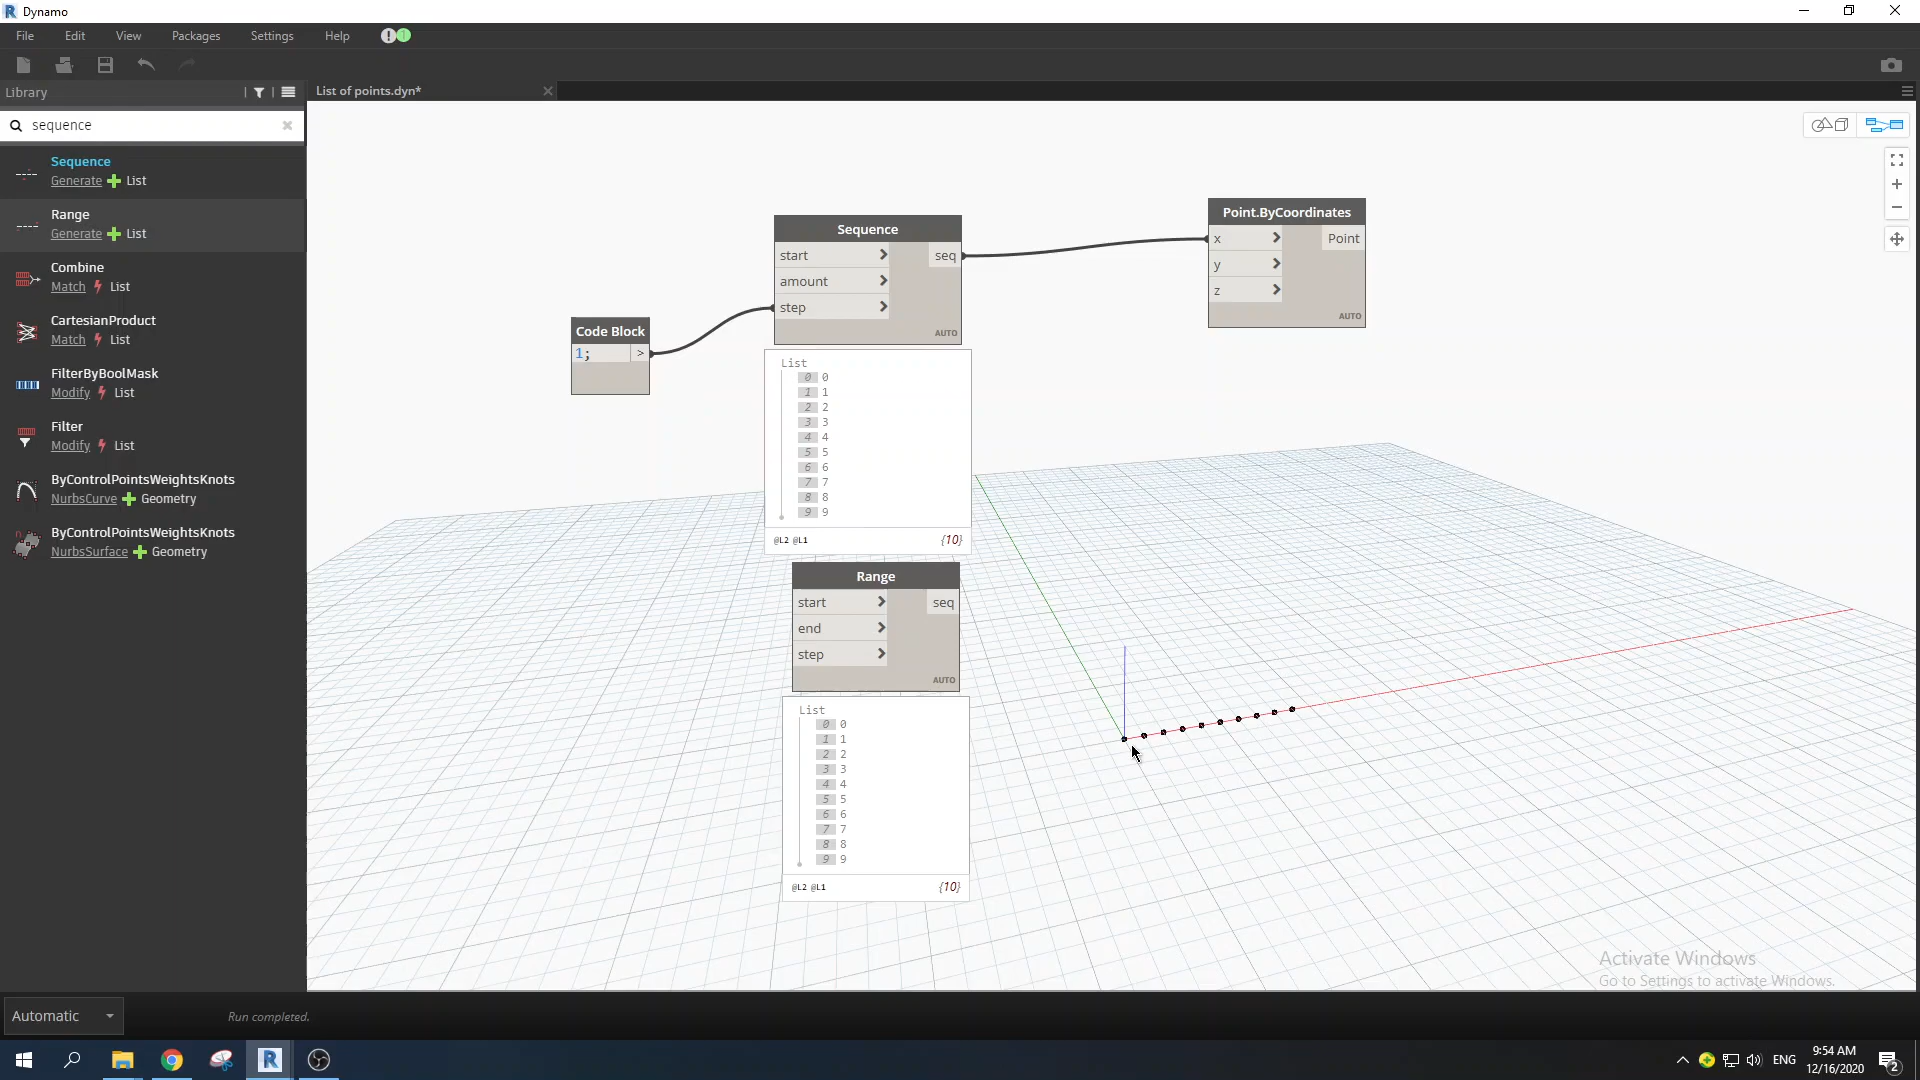 Dynamo
File Edit View Packages Settings Help ! 1
Library
List of points.dyn*
sequence
Sequence
Generate List
Range
Generate List
Combine
Match List
CartesianProduct
Match List
FilterByBoolMask
Modify List
Filter
Modify List
ByControlPointsWeightsKnots
NurbsCurve Geometry
ByControlPointsWeightsKnots
NurbsSurface Geometry
Code Block
1; >
Sequence
start > seq
amount >
step >
AUTO
List
0 0
1 1
2 2
3 3
4 4
5 5
6 6
7 7
8 8
9 9
@L2 @L1 {10}
Range
start > seq
end >
step >
AUTO
List
0 0
1 1
2 2
3 3
4 4
5 5
6 6
7 7
8 8
9 9
@L2 @L1 {10}
Point.ByCoordinates
x > Point
y >
z >
AUTO
Activate Windows
Go to Settings to activate Windows.
Automatic
Run completed.
R
ENG
9:54 AM
12/16/2020
2